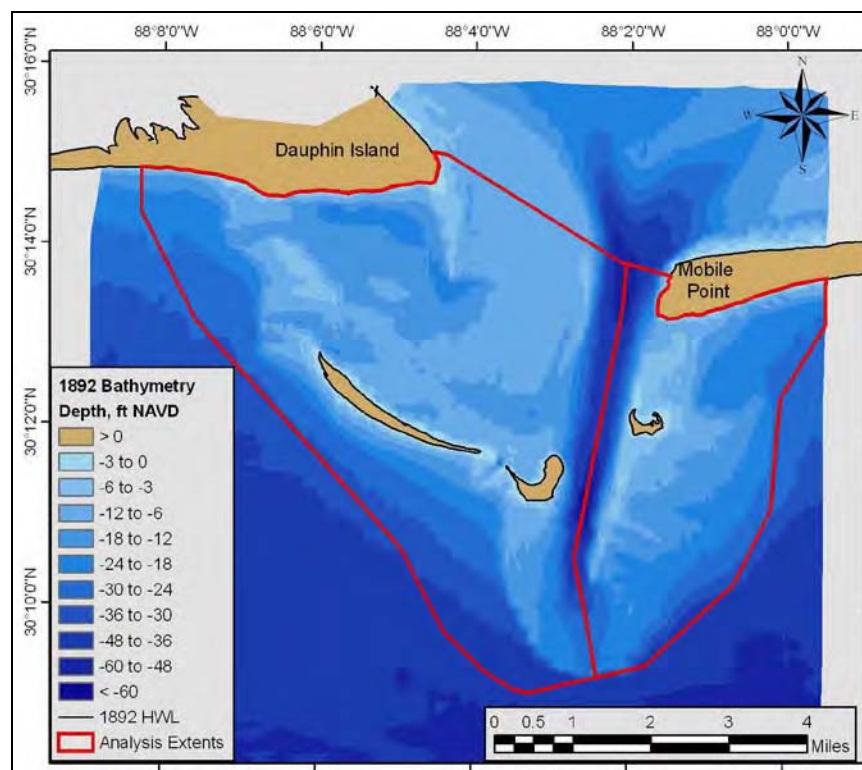 88°8'0"W 88°6'0"W 88°4'0"W 88°2'0"W 88°0'0"W
30°16'0"N
30°14'0"N
30°12'0"N
30°10'0"N
N
W E
S
Dauphin Island
Mobile
Point
1892 Bathymetry
Depth, ft NAVD
> 0
-3 to 0
-6 to -3
-12 to -6
-18 to -12
-24 to -18
-30 to -24
-36 to -30
-48 to -36
-60 to -48
< -60
1892 HWL
Analysis Extents
0 0.5 1 2 3 4
Miles